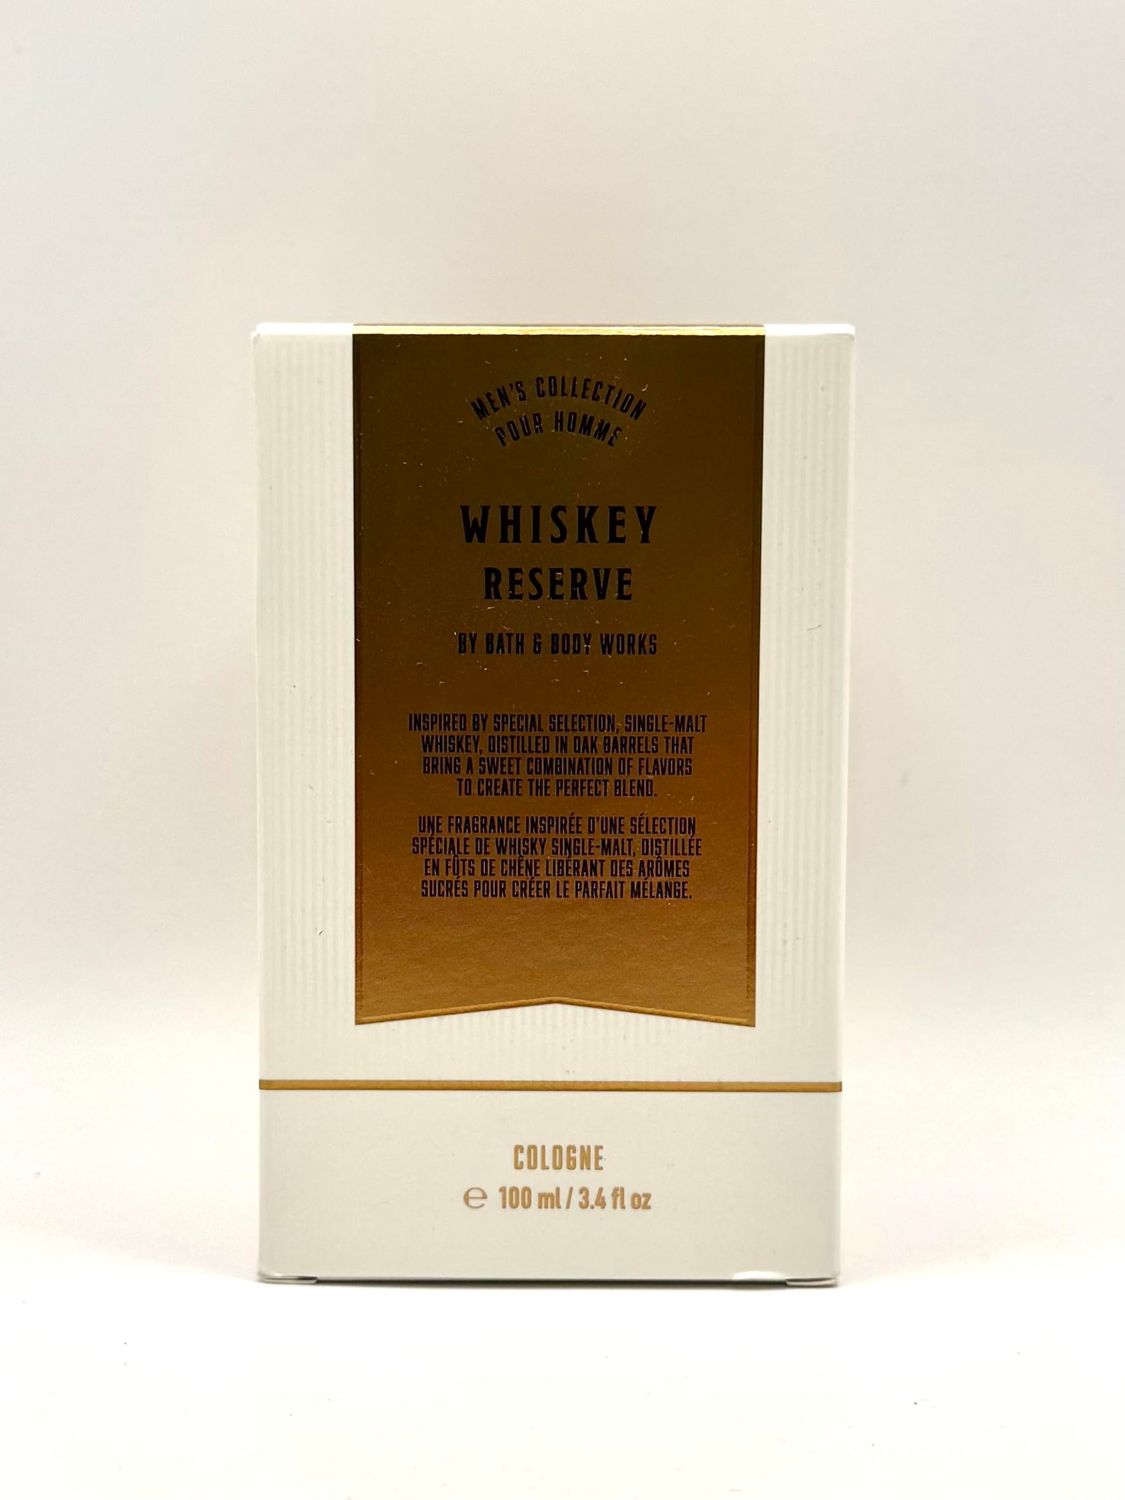 MEN'S COLLECTION
POUR HOMME
WHISKEY
RESERVE
BY BATH & BODY WORKS
INSPIRED BY SPECIAL SELECTION, SINGLE-MALT
WHISKEY, DISTILLED IN OAK BARRELS THAT
BRING A SWEET COMBINATION OF FLAVORS
TO CREATE THE PERFECT BLEND.
UNE FRAGRANCE INSPIRÉE D'UNE SÉLECTION
SPÉCIALE DE WHISKY SINGLE-MALT, DISTILLÉE
EN FÛTS DE CHÊNE LIBÉRANT DES ARÔMES
SUCRÉS POUR CRÉER LE PARFAIT MÉLANGE.
COLOGNE
℮ 100 ml / 3.4 fl oz